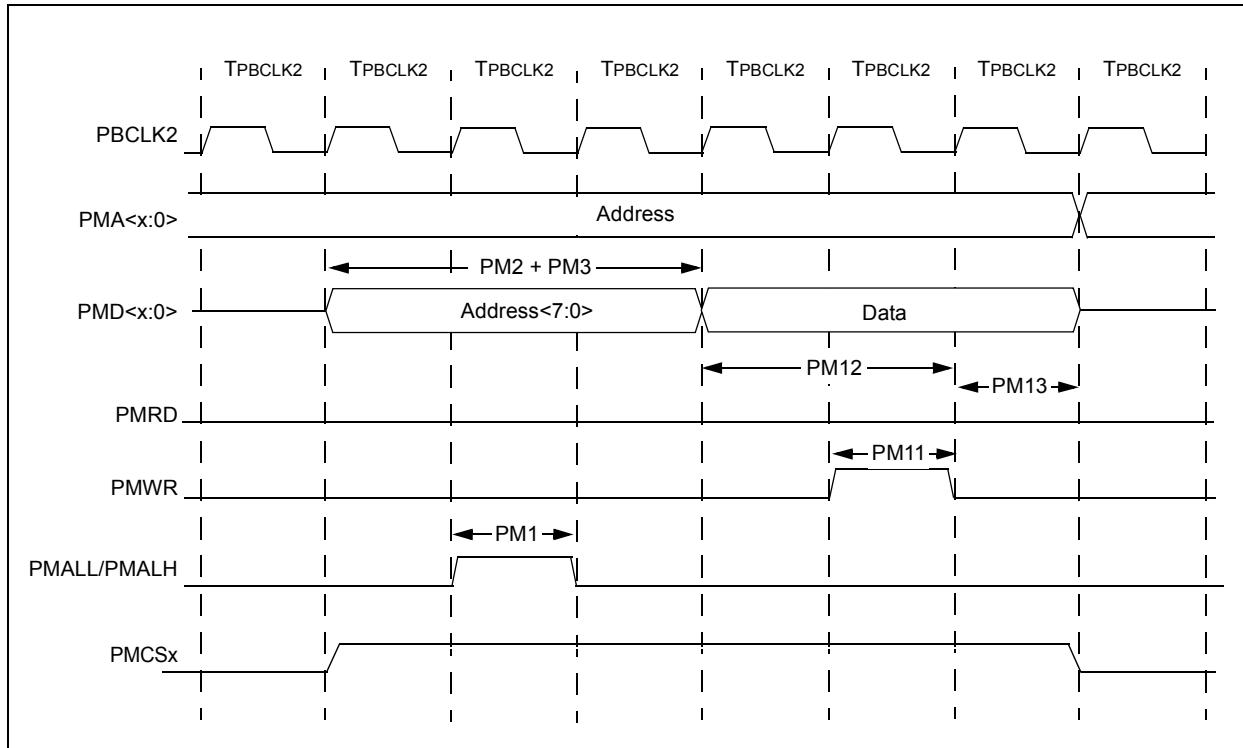 TPBCLK2 TPBCLK2 TPBCLK2 TPBCLK2 TPBCLK2 TPBCLK2 TPBCLK2 TPBCLK2
PBCLK2
PMA<x:0>
Address
PM2 + PM3
PMD<x:0>
Address<7:0>
Data
PM12
PM13
PMRD
PM11
PMWR
PM1
PMALL/PMALH
PMCSx